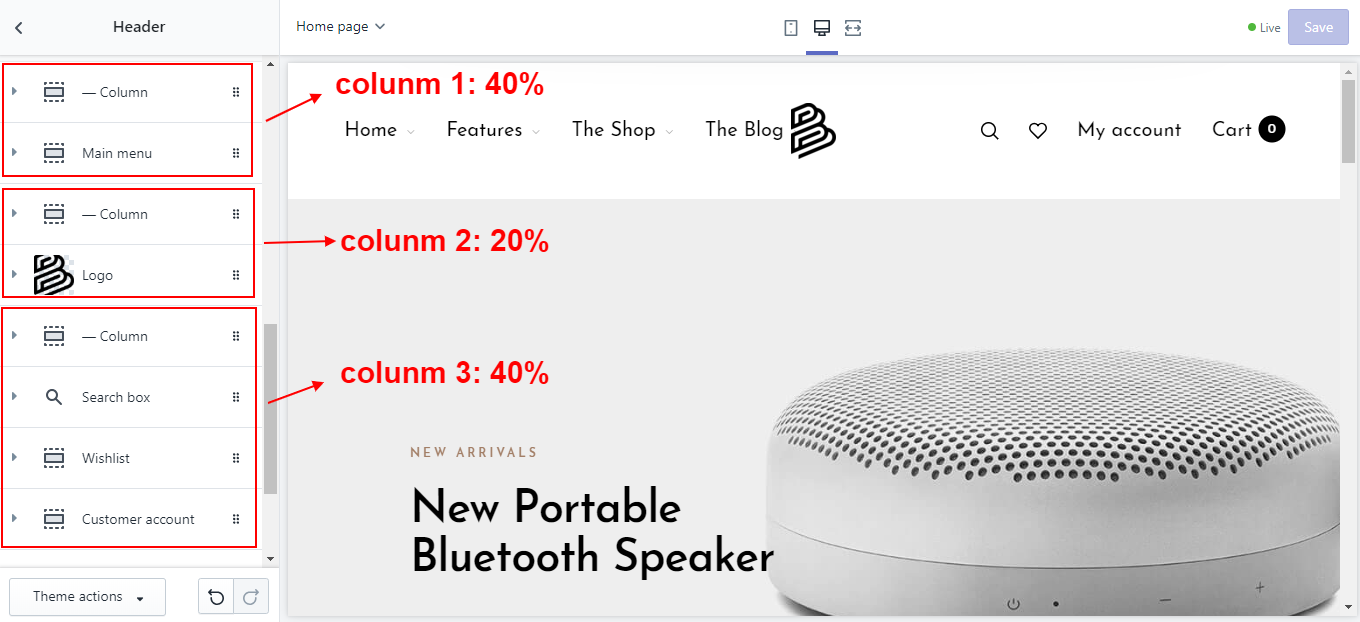 Header
Home page
Live
Save
— Column
Main menu
— Column
Logo
— Column
Search box
Wishlist
Customer account
Theme actions
colunm 1: 40%
Home Features The Shop The Blog My account Cart 0
colunm 2: 20%
colunm 3: 40%
NEW ARRIVALS
New Portable
Bluetooth Speaker